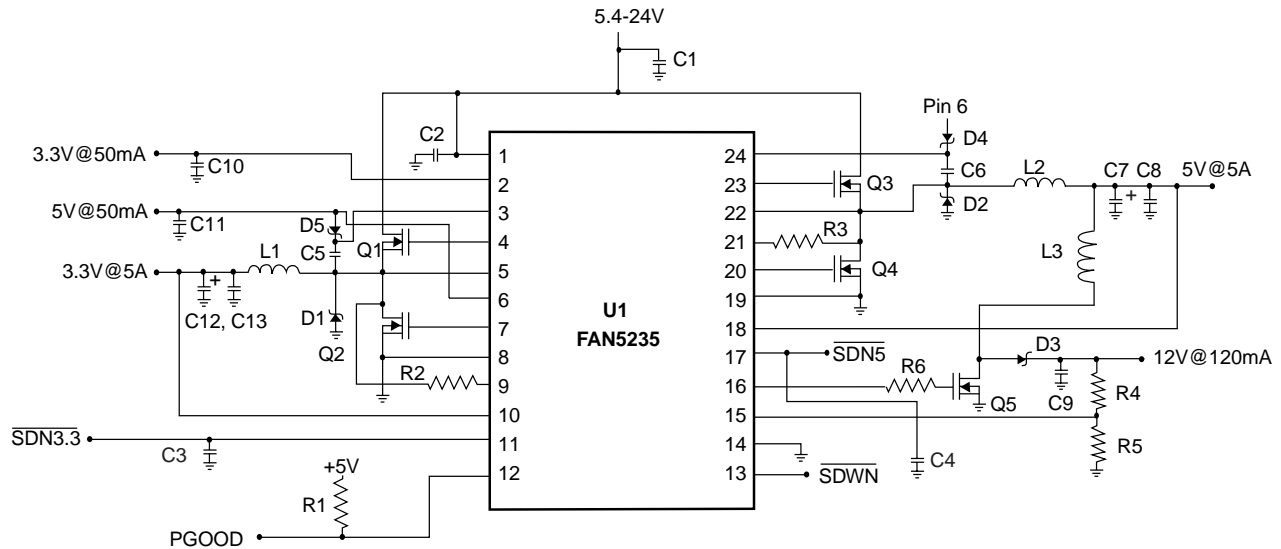 5.4-24V
C1
Pin 6
D4
C2
3.3V@50mA
C10
1
24
C6
L2
C7
C8
5V@5A
2
23
Q3
D2
5V@50mA
C11
D5
3
22
R3
C5
Q1
4
21
L3
3.3V@5A
L1
+
5
20
Q4
+
C12, C13
D1
6
U1
19
FAN5235
Q2
7
18
8
17
SDN5
D3
12V@120mA
R2
9
16
R6
Q5
C9
R4
10
15
SDN3.3
C3
11
14
R5
+5V
12
13
SDWN
C4
R1
PGOOD